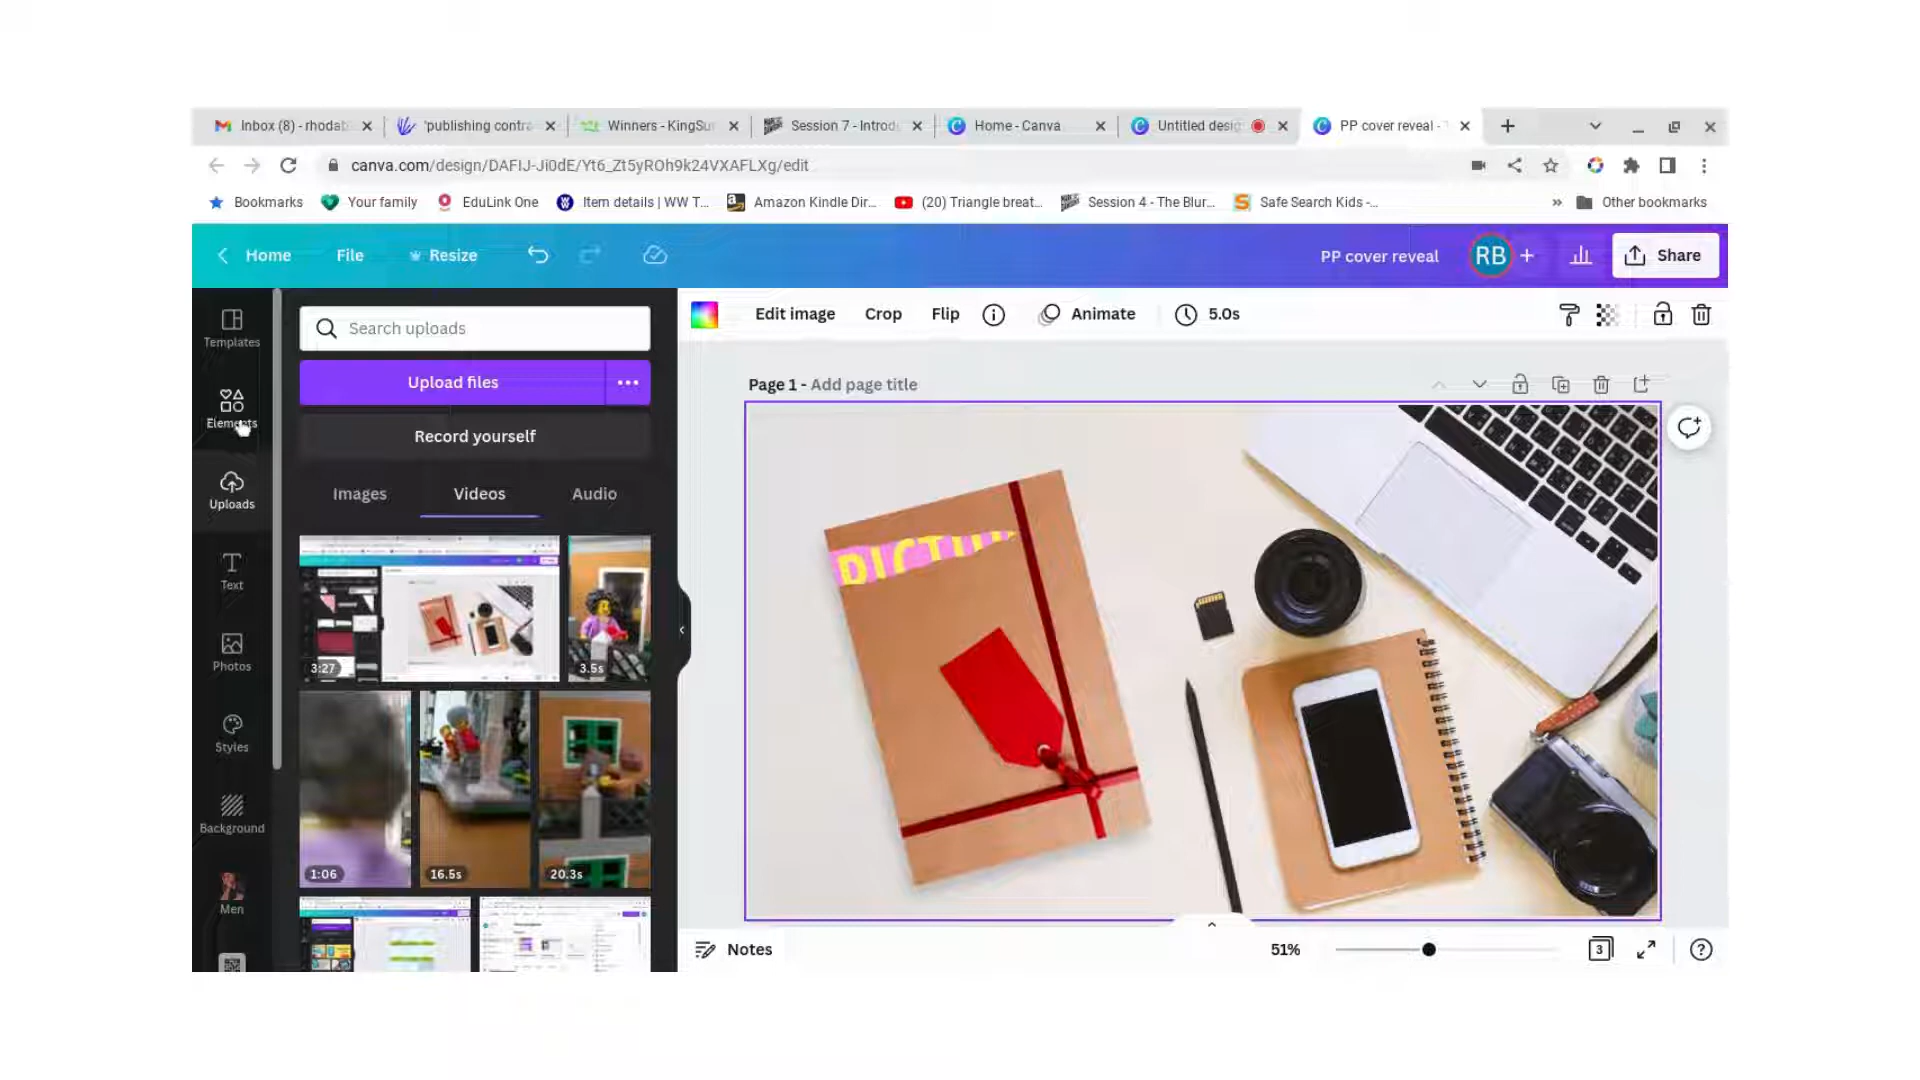 Inbox (8) - rhodab
'publishing contra
Winners - KingSu
Session 7 - Introd
Home - Canva
Untitled desig
PP cover reveal -
canva.com/design/DAFIJ-Ji0dE/Yt6_Zt5yROh9k24VXAFLXg/edit
Bookmarks
Your family
EduLink One
Item details | WW T...
Amazon Kindle Dir...
(20) Triangle breat...
Session 4 - The Blur...
Safe Search Kids -...
»
Other bookmarks
Home
File
Resize
PP cover reveal
RB
+
Share
Templates
Elements
Uploads
Text
Photos
Styles
Background
Men
Search uploads
Upload files
Record yourself
Images
Videos
Audio
3:27
3.5s
1:06
16.5s
20.3s
Edit image
Crop
Flip
Animate
5.0s
Page 1 - Add page title
PICTU
Notes
51%
3